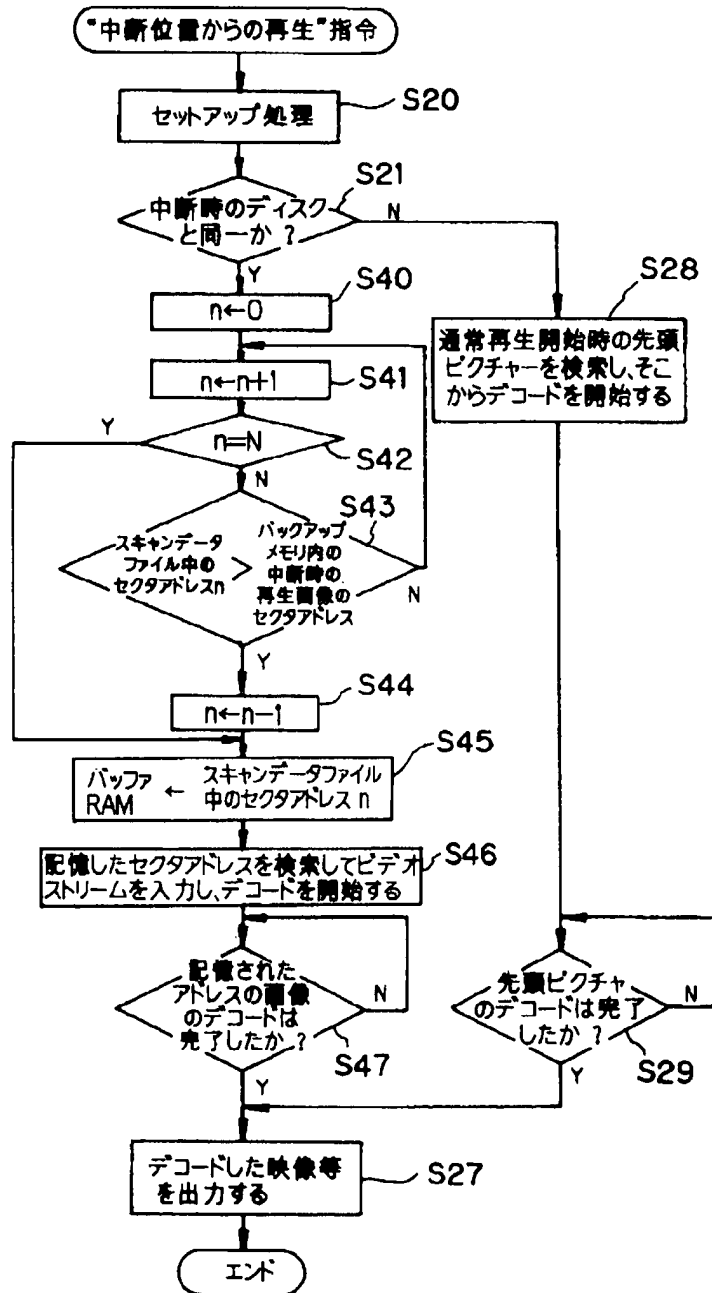 “中断位置からの再生”指令
セットアップ処理
S20
S21
中断時のディスク
と同一か？
N
Y
S40
n←0
S28
通常再生開始時の先頭
ピクチャーを検索し、そこ
からデコードを開始する
n←n+1
S41
Y
n=N
S42
N
S43
スキャンデータ
ファイル中の
セクタアドレスn
>
バックアップ
メモリ内の
中断時の
再生画像の
セクタアドレス
N
Y
S44
n←n-1
S45
バッファ
RAM
←
スキャンデータファイル
中のセクタアドレスn
S46
記憶したセクタアドレスを検索してビデオ
ストリームを入力し、デコードを開始する
記憶された
アドレスの画像
のデコードは
完了したか？
N
S47
Y
先頭ピクチャ
のデコードは完了
したか？
N
S29
Y
デコードした映像等
を出力する
S27
エンド